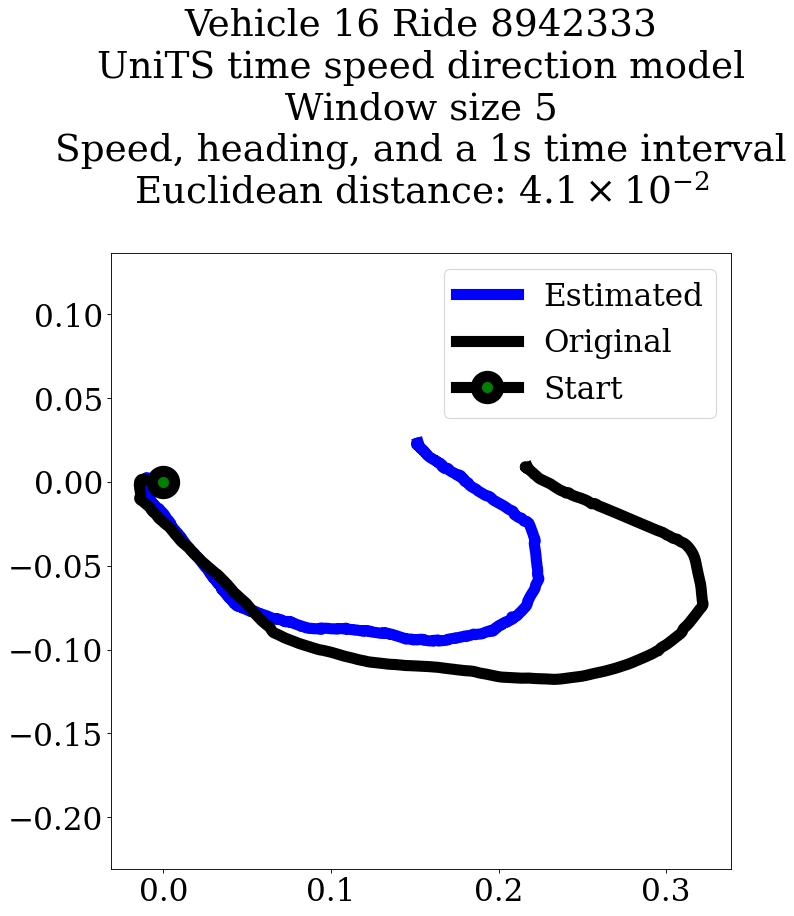 Vehicle 16 Ride 8942333
UniTS time speed direction model
Window size 5
Speed, heading, and a 1s time interval
Euclidean distance: 4.1 × 10⁻²
Estimated
Original
Start
0.10
0.05
0.00
−0.05
−0.10
−0.15
−0.20
0.0 0.1 0.2 0.3